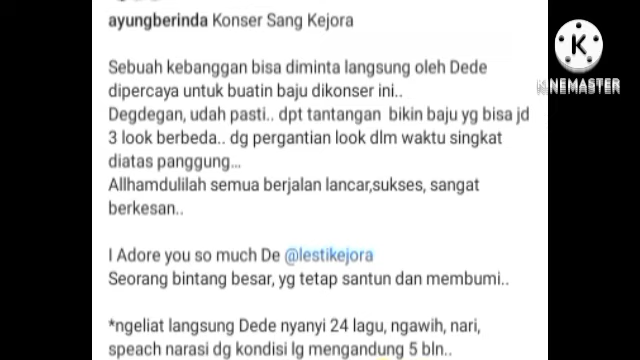 ayungberinda Konser Sang Kejora
Sebuah kebanggan bisa diminta langsung oleh Dede
dipercaya untuk buatin baju dikonser ini..
Degdegan, udah pasti.. dpt tantangan bikin baju yg bisa jd
3 look berbeda.. dg pergantian look dlm waktu singkat
diatas panggung...
Allhamdulilah semua berjalan lancar,sukses, sangat
berkesan..
I Adore you so much De @lestikejora
Seorang bintang besar, yg tetap santun dan membumi..
*ngeliat langsung Dede nyanyi 24 lagu, ngawih, nari,
speach narasi dg kondisi lg mengandung 5 bln..
K
KINEMASTER